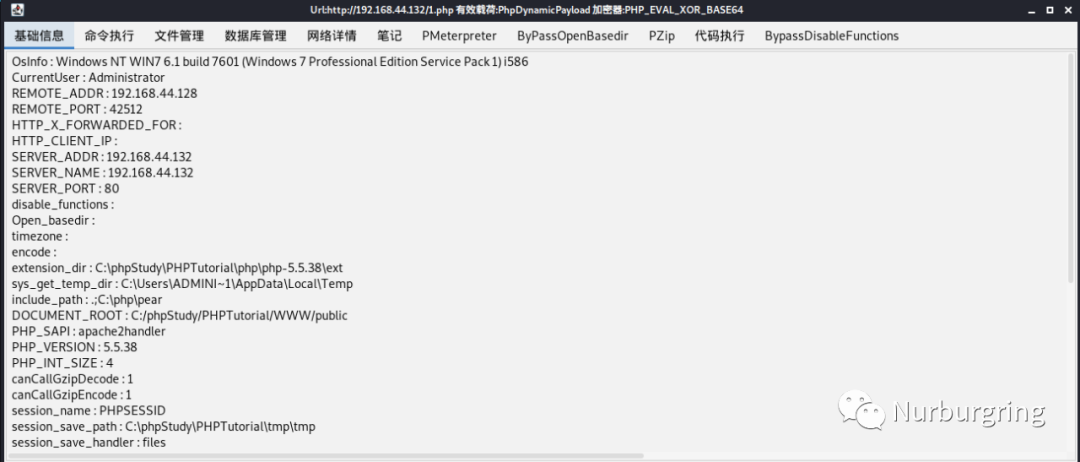 Url:http://192.168.44.132/1.php 有效载荷:PhpDynamicPayload 加密器:PHP_EVAL_XOR_BASE64
基础信息 命令执行 文件管理 数据库管理 网络详情 笔记 PMeterpreter ByPassOpenBasedir PZip 代码执行 BypassDisableFunctions
OsInfo : Windows NT WIN7 6.1 build 7601 (Windows 7 Professional Edition Service Pack 1) i586
CurrentUser : Administrator
REMOTE_ADDR : 192.168.44.128
REMOTE_PORT : 42512
HTTP_X_FORWARDED_FOR :
HTTP_CLIENT_IP :
SERVER_ADDR : 192.168.44.132
SERVER_NAME : 192.168.44.132
SERVER_PORT : 80
disable_functions :
Open_basedir :
timezone :
encode :
extension_dir : C:\phpStudy\PHPTutorial\php\php-5.5.38\ext
sys_get_temp_dir : C:\Users\ADMINI~1\AppData\Local\Temp
include_path : .;C:\php\pear
DOCUMENT_ROOT : C:/phpStudy/PHPTutorial/WWW/public
PHP_SAPI : apache2handler
PHP_VERSION : 5.5.38
PHP_INT_SIZE : 4
canCallGzipDecode : 1
canCallGzipEncode : 1
session_name : PHPSESSID
session_save_path : C:\phpStudy\PHPTutorial\tmp\tmp
session_save_handler : files
Nurburgring